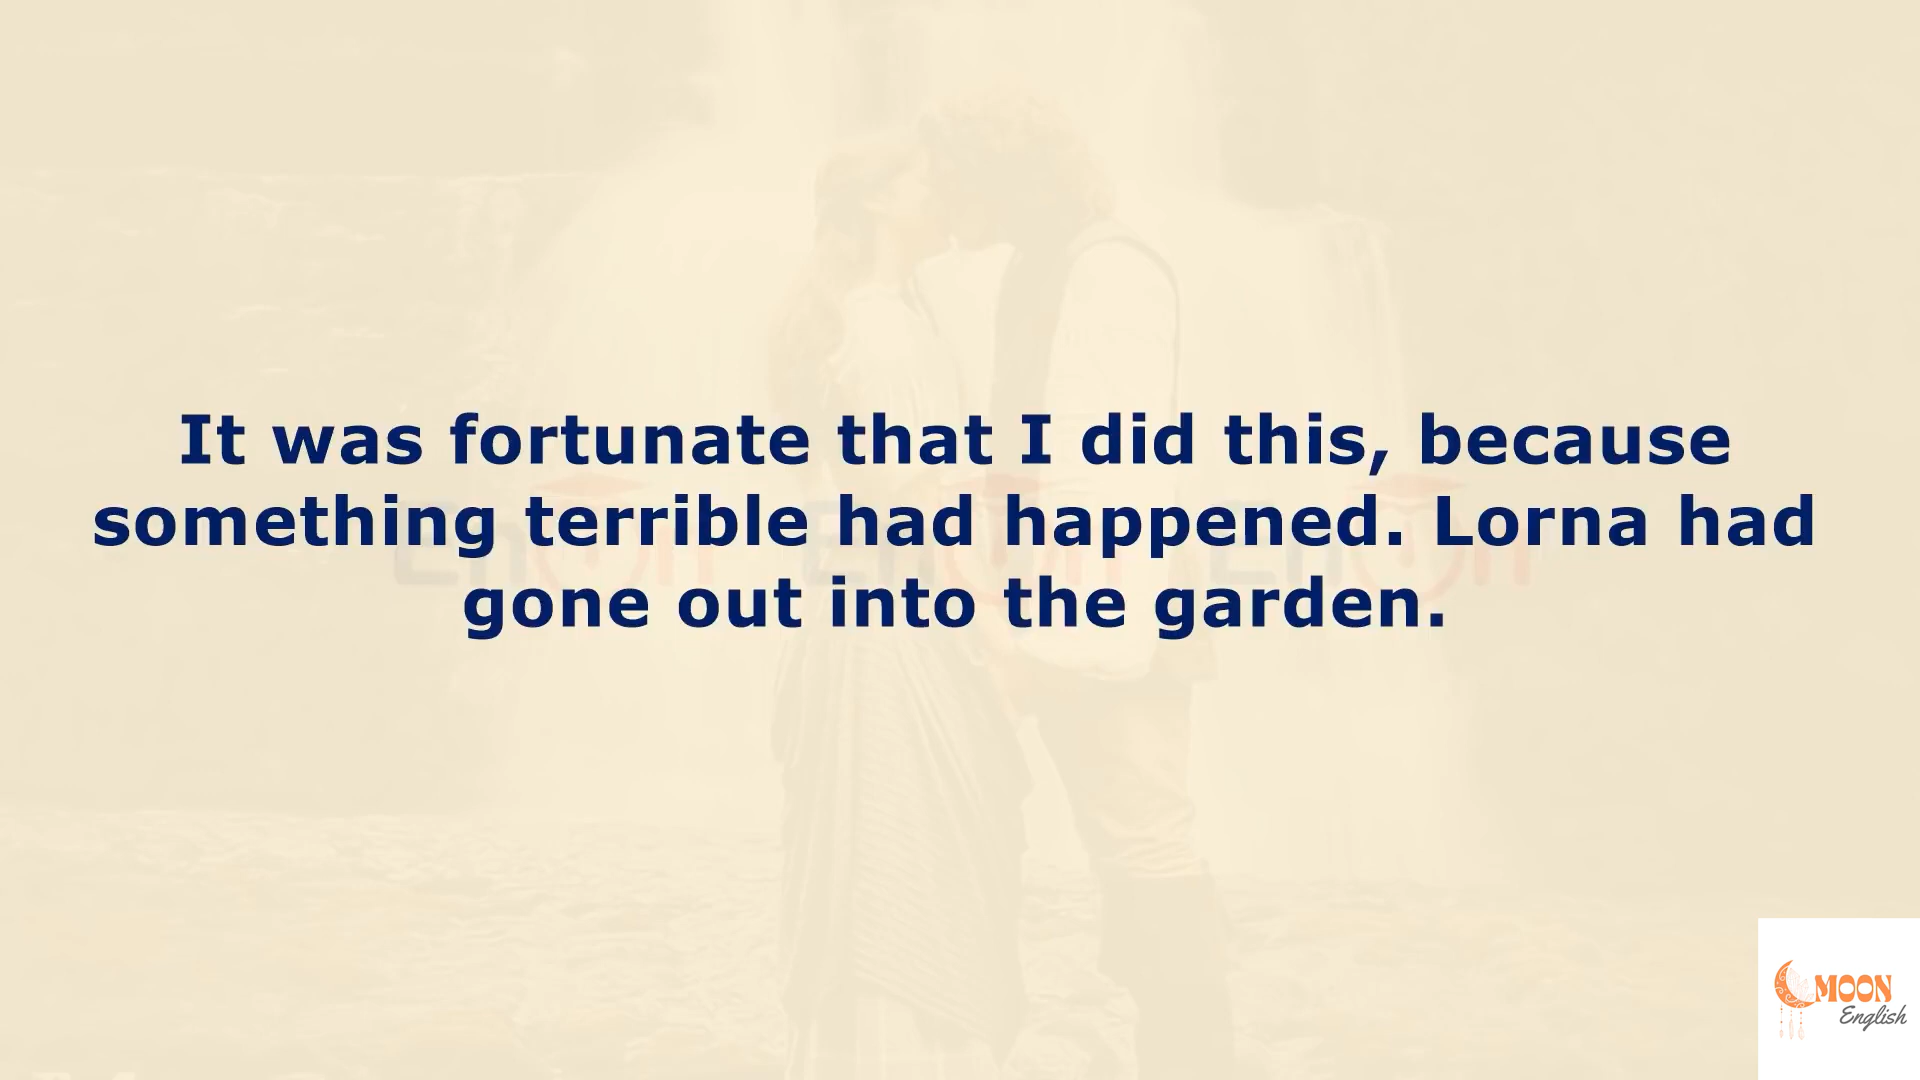 It was fortunate that I did this, because
something terrible had happened. Lorna had
gone out into the garden.
MOON
English